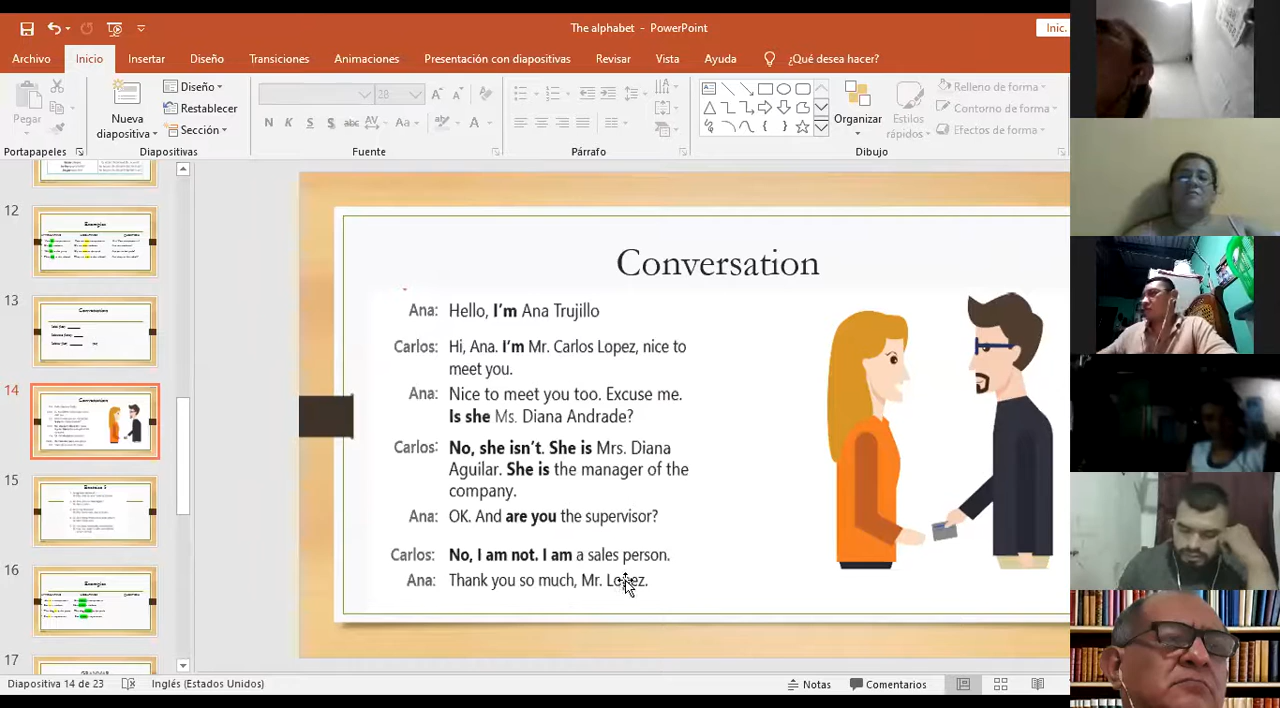 The alphabet - PowerPoint
Inic.
Archivo Inicio Insertar Diseño Transiciones Animaciones Presentación con diapositivas Revisar Vista Ayuda ¿Qué desea hacer?
Pegar
Nueva diapositiva
Diseño
Restablecer
Sección
28
Organizar
Estilos rápidos
Relleno de forma
Contorno de forma
Efectos de forma
Portapapeles Diapositivas Fuente Párrafo Dibujo
12
13
14
15
16
17
Conversation
Ana: Hello, I'm Ana Trujillo
Carlos: Hi, Ana. I'm Mr. Carlos Lopez, nice to
meet you.
Ana: Nice to meet you too. Excuse me.
Is she Ms. Diana Andrade?
Carlos: No, she isn't. She is Mrs. Diana
Aguilar. She is the manager of the
company.
Ana: OK. And are you the supervisor?
Carlos: No, I am not. I am a sales person.
Ana: Thank you so much, Mr. Lopez.
Diapositiva 14 de 23 Inglés (Estados Unidos) Notas Comentarios